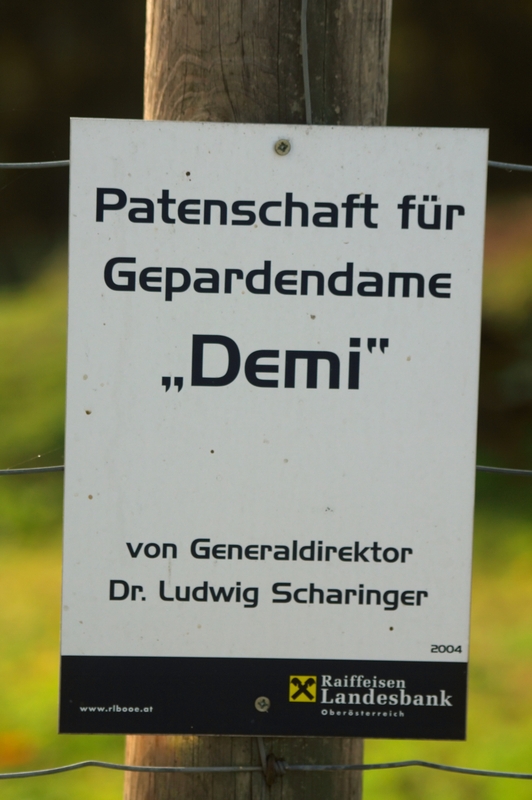 Patenschaft für
Gepardendame
„Demi"
von Generaldirektor
Dr. Ludwig Scharinger
2004
www.rlbooe.at
Raiffeisen
Landesbank
Oberösterreich